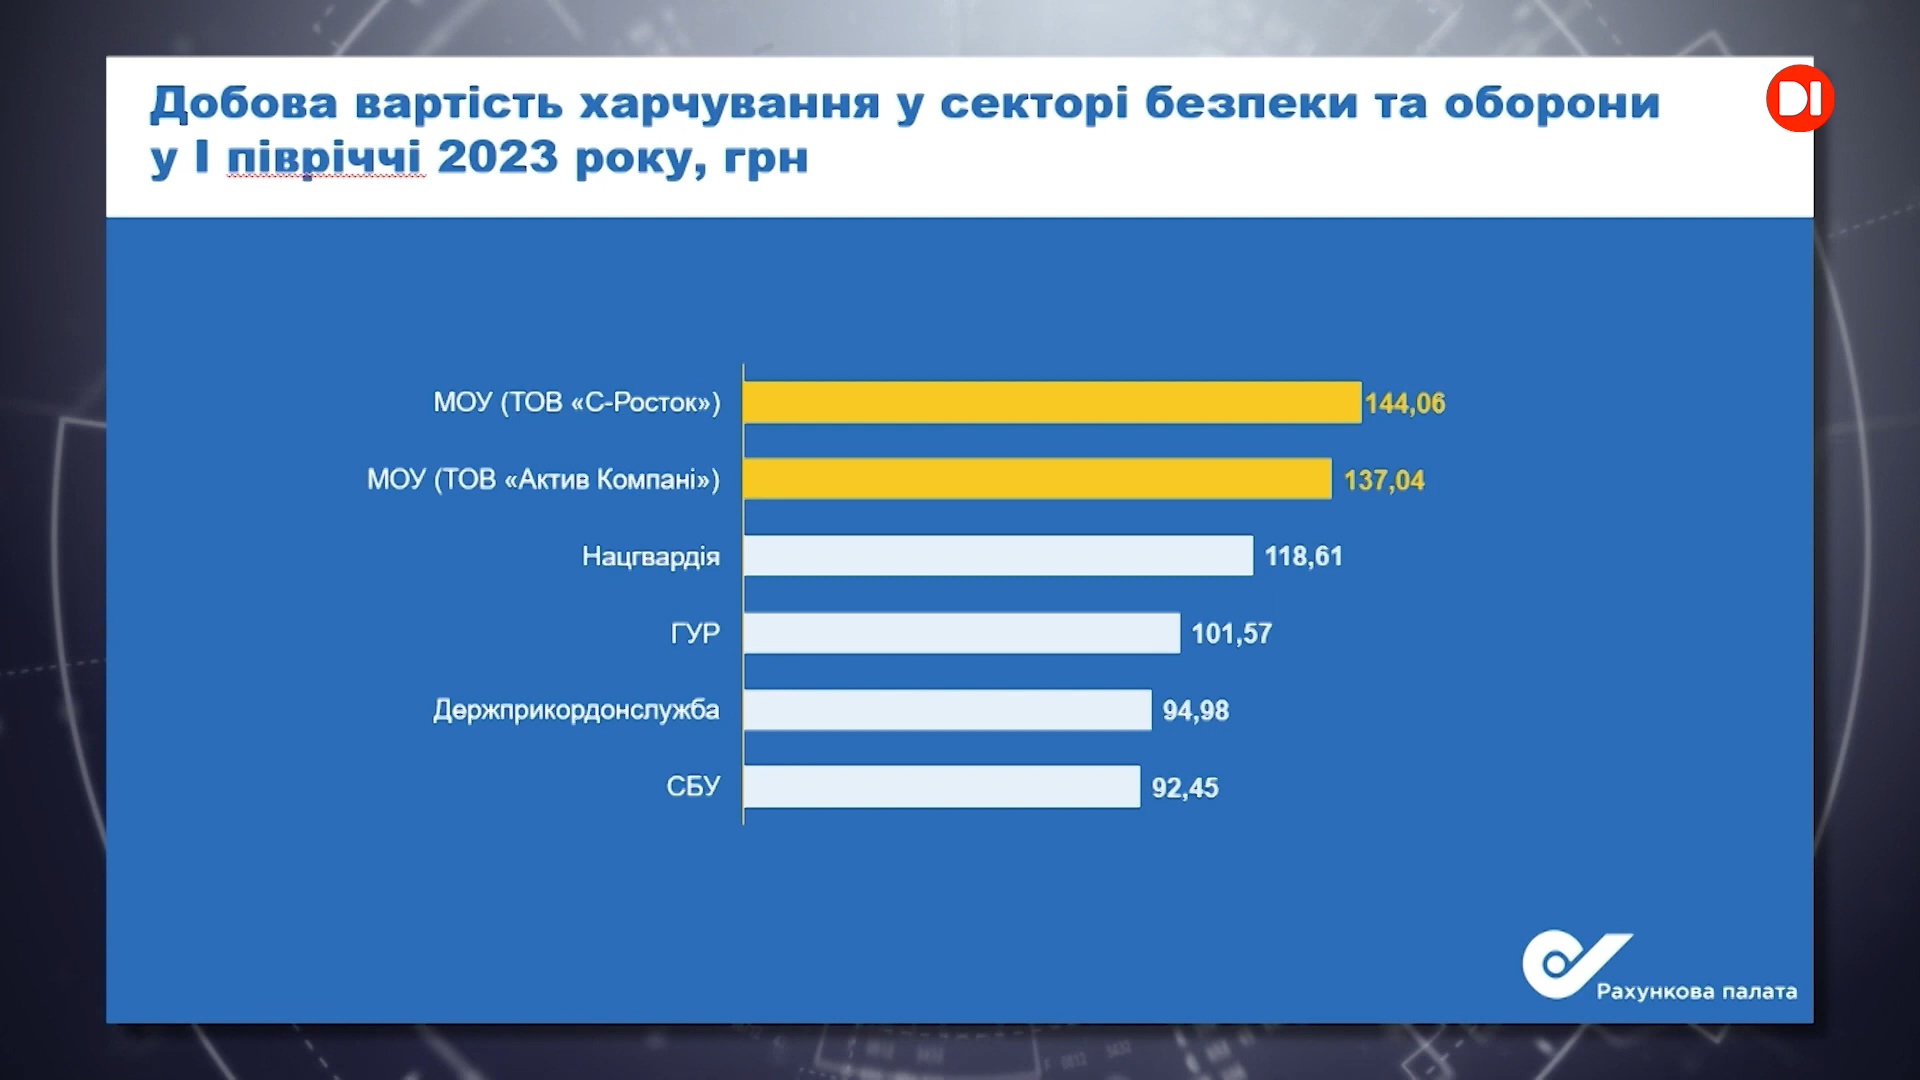 Добова вартість харчування у секторі безпеки та оборони
у І півріччі 2023 року, грн
DI
МОУ (ТОВ «С-Росток») 144,06
МОУ (ТОВ «Актив Компані») 137,04
Нацгвардія 118,61
ГУР 101,57
Держприкордонслужба 94,98
СБУ 92,45
Рахункова палата